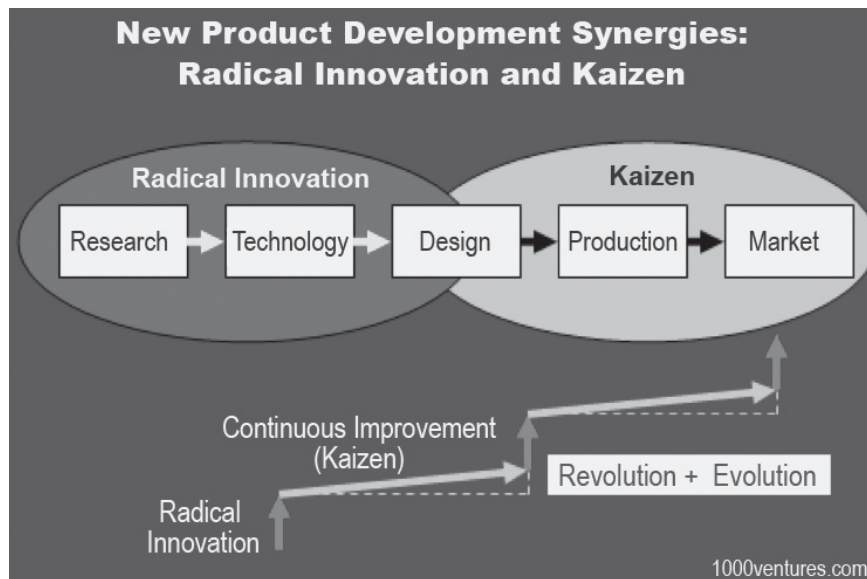 New Product Development Synergies:
Radical Innovation and Kaizen
Radical Innovation
Kaizen
Research
Technology
Design
Production
Market
Continuous Improvement
(Kaizen)
Revolution + Evolution
Radical
Innovation
1000ventures.com